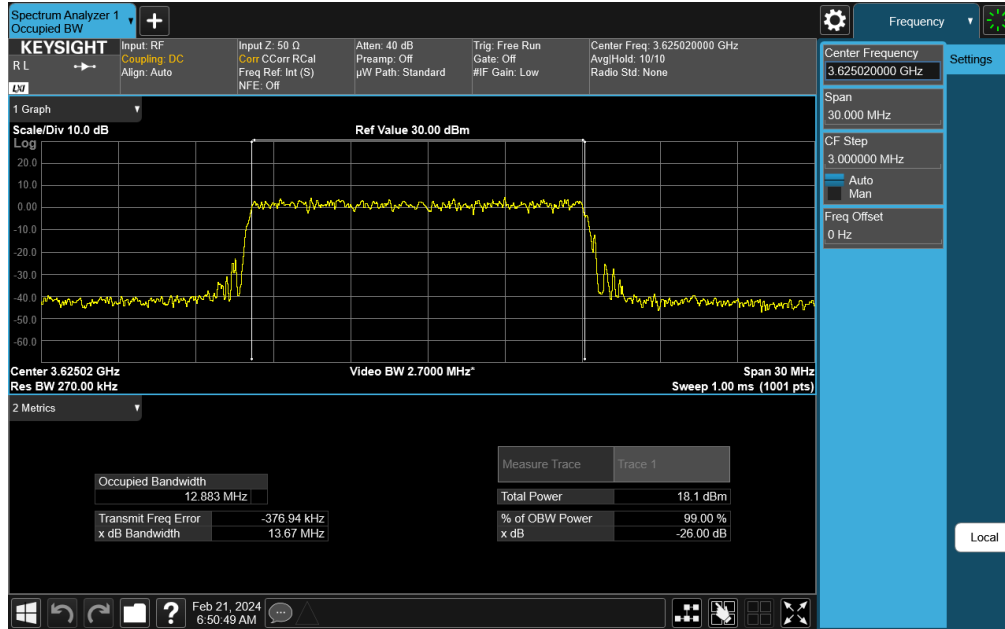 Spectrum Analyzer 1
Occupied BW
Frequency
KEYSIGHT
R L
LXI
Input: RF
Coupling: DC
Align: Auto
Input Z: 50 Ω
Corr CCorr RCal
Freq Ref: Int (S)
NFE: Off
Atten: 40 dB
Preamp: Off
µW Path: Standard
Trig: Free Run
Gate: Off
#IF Gain: Low
Center Freq: 3.625020000 GHz
Avg|Hold: 10/10
Radio Std: None
Center Frequency
3.625020000 GHz
Settings
Span
30.000 MHz
CF Step
3.000000 MHz
Auto
Man
Freq Offset
0 Hz
1 Graph
Scale/Div 10.0 dB
Ref Value 30.00 dBm
Log
20.0
10.0
0.00
-10.0
-20.0
-30.0
-40.0
-50.0
-60.0
Center 3.62502 GHz
Video BW 2.7000 MHz*
Span 30 MHz
Res BW 270.00 kHz
Sweep 1.00 ms (1001 pts)
2 Metrics
Measure Trace
Trace 1
Occupied Bandwidth
12.883 MHz
Total Power
18.1 dBm
Transmit Freq Error
-376.94 kHz
% of OBW Power
99.00 %
x dB Bandwidth
13.67 MHz
x dB
-26.00 dB
Local
?
Feb 21, 2024
6:50:49 AM